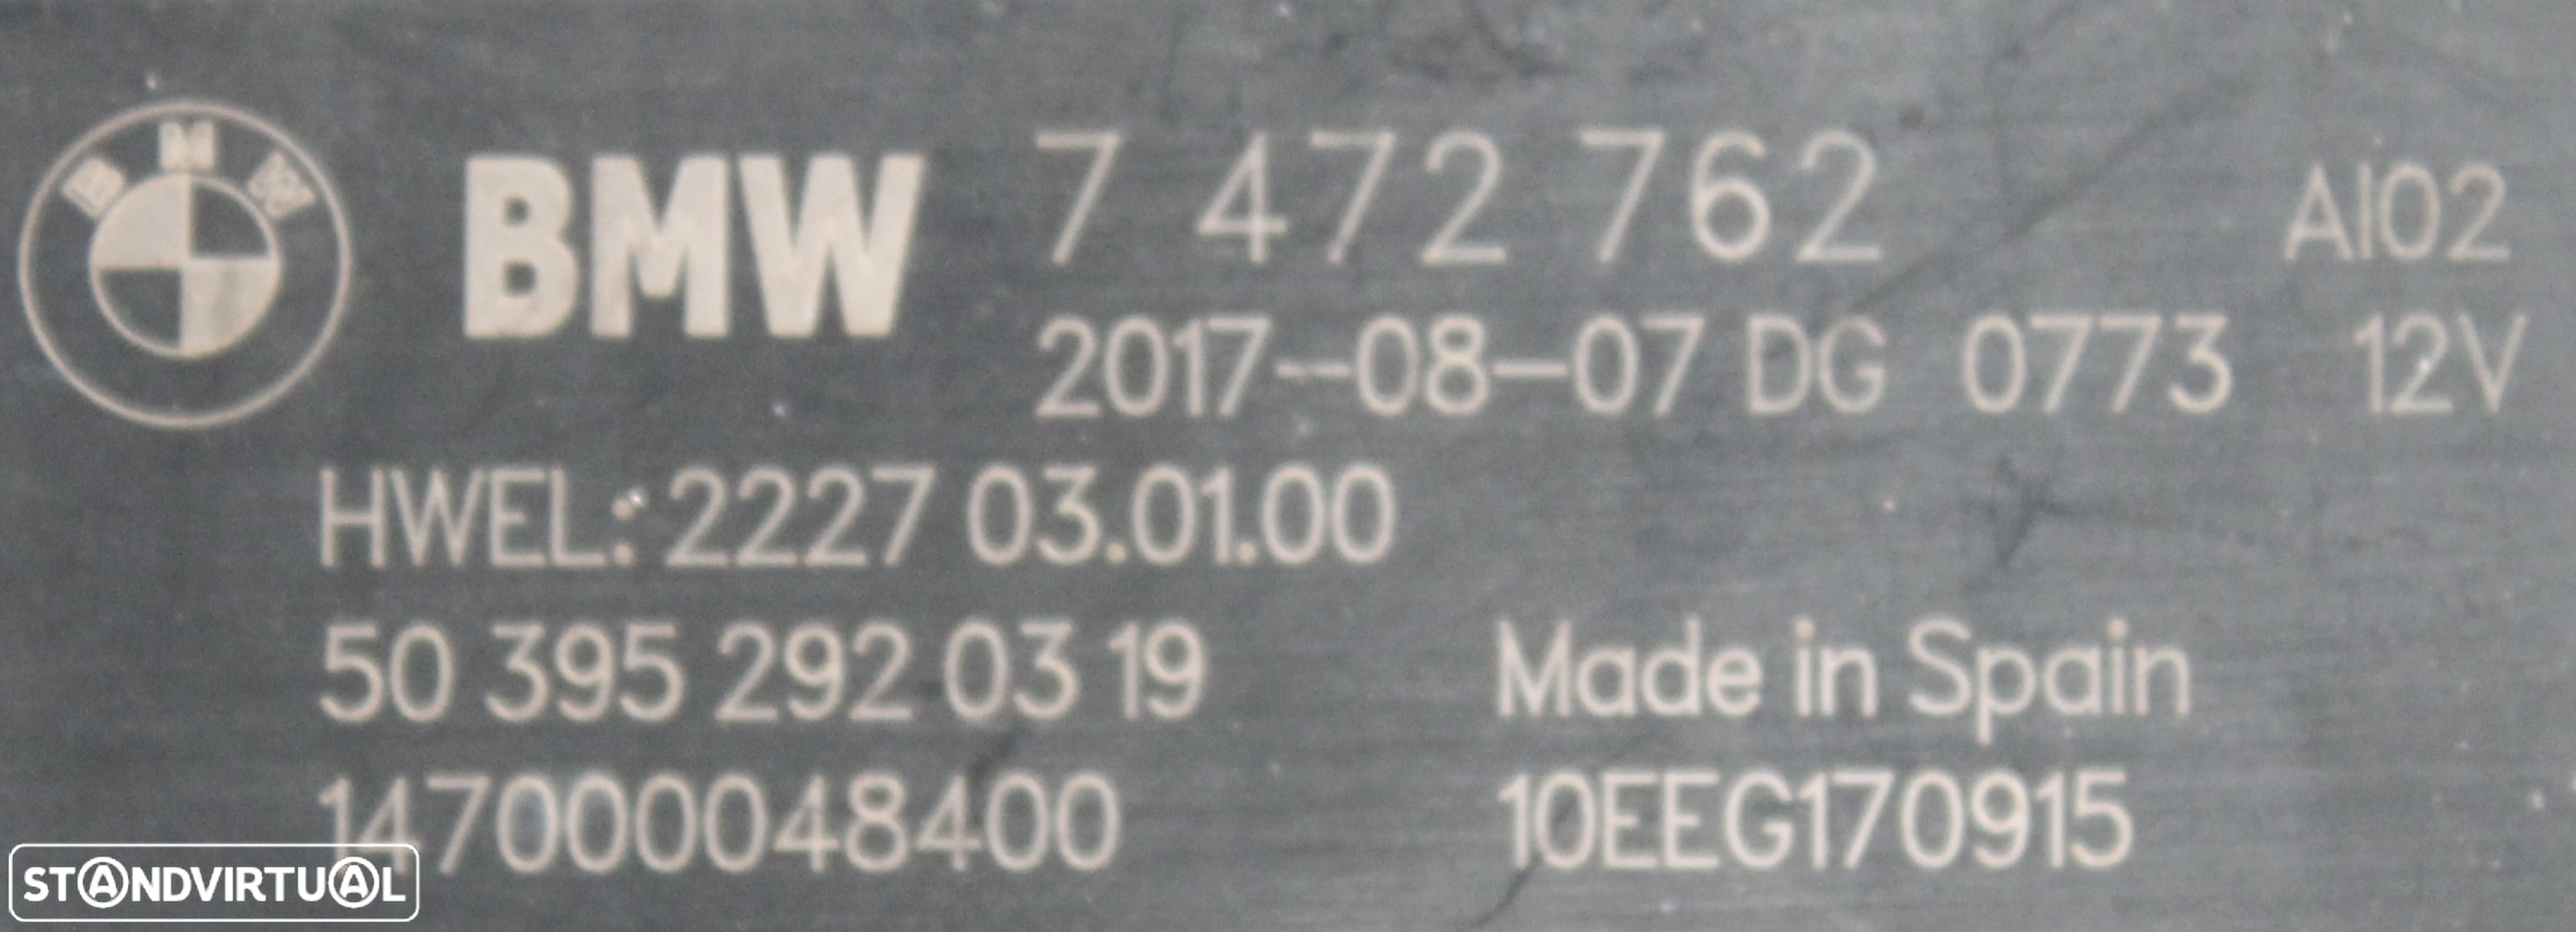 BMW
BMW 7 472 762 AI02
2017-08-07 DG 0773 12V
HWEL: 2227 03.01.00
50 395 292 03 19 Made in Spain
147000048400 10EEG170915
STANDVIRTUAL